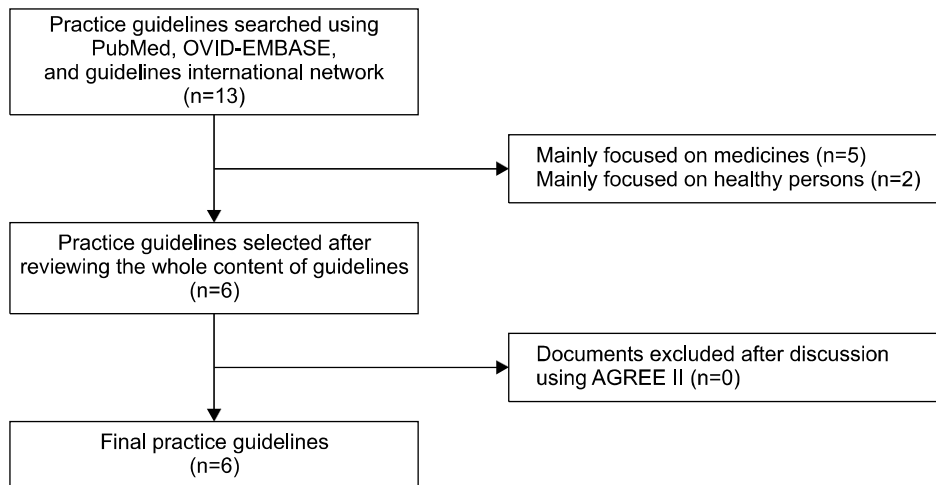 Practice guidelines searched using
PubMed, OVID-EMBASE,
and guidelines international network
(n=13)
Mainly focused on medicines (n=5)
Mainly focused on healthy persons (n=2)
Practice guidelines selected after
reviewing the whole content of guidelines
(n=6)
Documents excluded after discussion
using AGREE II (n=0)
Final practice guidelines
(n=6)